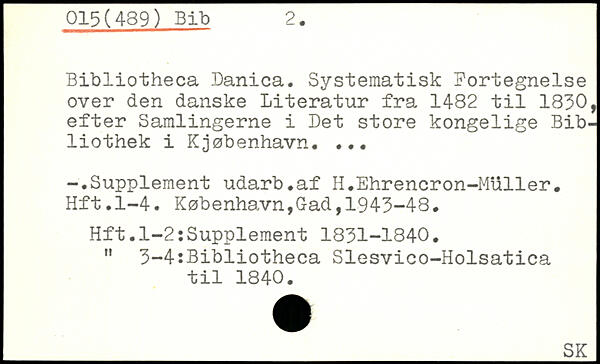 015(489) Bib 2.
Bibliotheca Danica. Systematisk Fortegnelse
over den danske Literatur fra 1482 til 1830,
efter Samlingerne i Det store kongelige Bib-
liothek i Kjøbenhavn. ...
-.Supplement udarb.af H.Ehrencron-Müller.
Hft.1-4. København,Gad,1943-48.
Hft.1-2:Supplement 1831-1840.
" 3-4:Bibliotheca Slesvico-Holsatica
til 1840.
SK